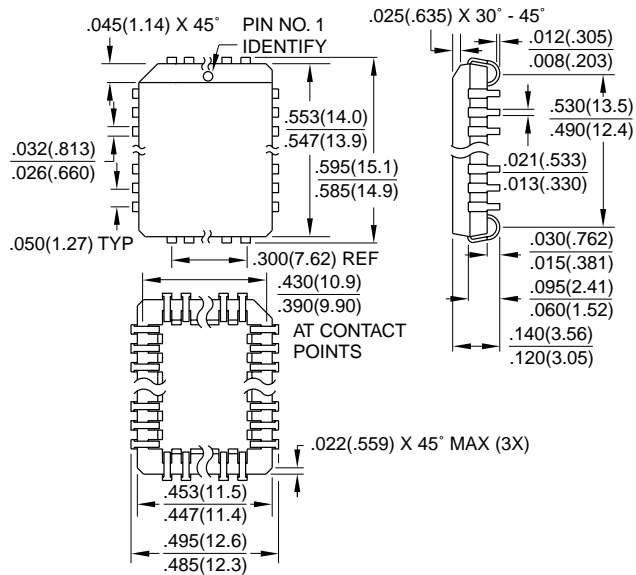 .045(1.14) X 45°
PIN NO. 1
IDENTIFY
.025(.635) X 30° - 45°
.012(.305)
.008(.203)
.553(14.0)
.547(13.9)
.530(13.5)
.490(12.4)
.032(.813)
.026(.660)
.595(15.1)
.585(14.9)
.021(.533)
.013(.330)
.050(1.27) TYP
.300(7.62) REF
.030(.762)
.015(.381)
.430(10.9)
.390(9.90)
AT CONTACT
POINTS
.095(2.41)
.060(1.52)
.140(3.56)
.120(3.05)
.022(.559) X 45° MAX (3X)
.453(11.5)
.447(11.4)
.495(12.6)
.485(12.3)